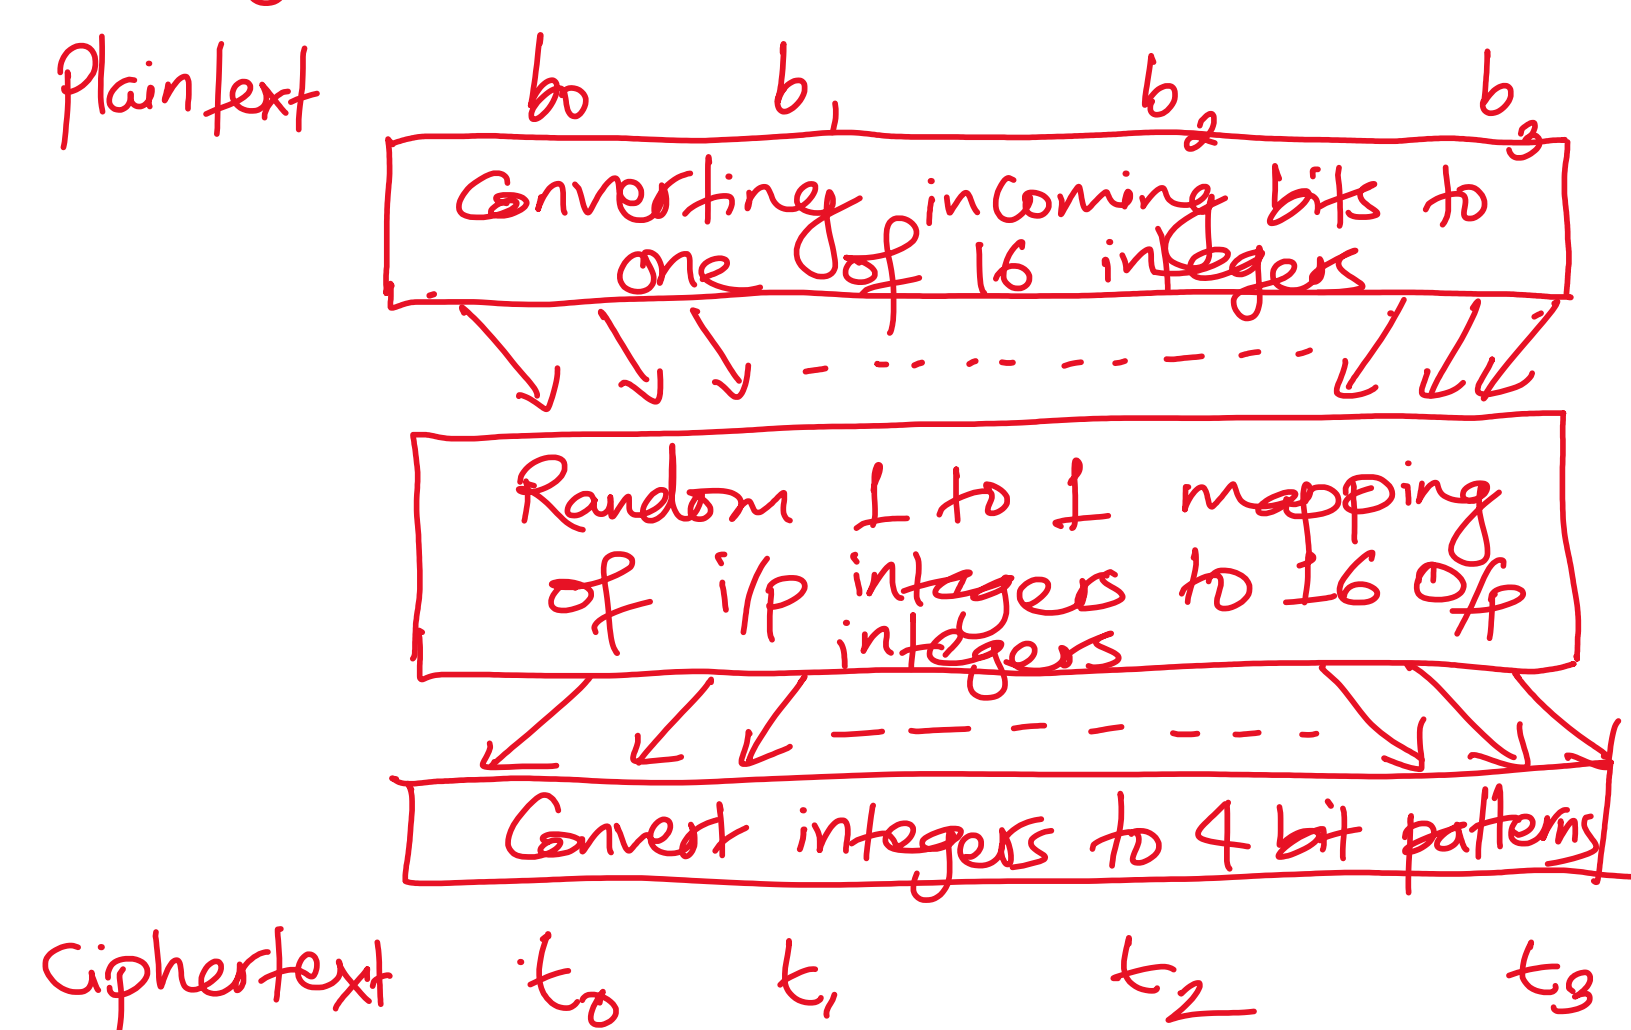 Plaintext b0 b1 b2 b3
Converting incoming bits to
one of 16 integers
Random 1 to 1 mapping
of i/p integers to 16 o/p
integers
Convert integers to 4 bit patterns
Ciphertext t0 t1 t2 t3